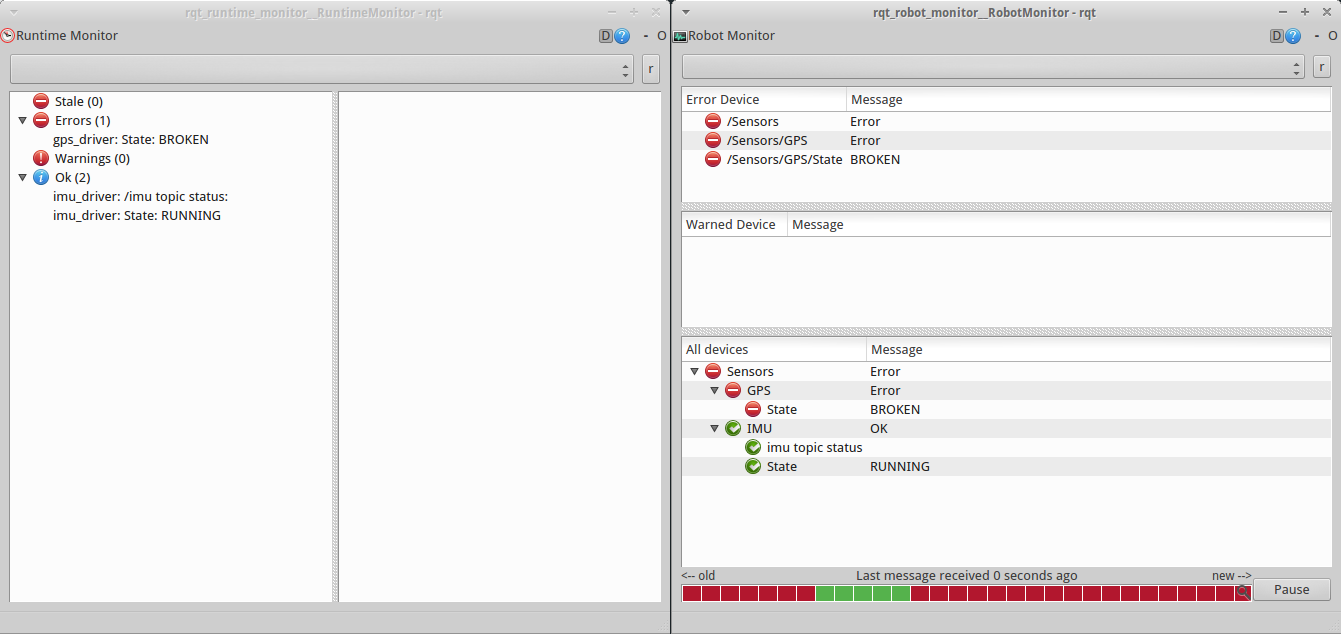 rqt_runtime_monitor__RuntimeMonitor - rqt
Runtime Monitor
D ? - O
r
Stale (0)
Errors (1)
gps_driver: State: BROKEN
Warnings (0)
Ok (2)
imu_driver: /imu topic status:
imu_driver: State: RUNNING
rqt_robot_monitor__RobotMonitor - rqt
Robot Monitor
D ? - O
r
Error Device Message
/Sensors Error
/Sensors/GPS Error
/Sensors/GPS/State BROKEN
Warned Device Message
All devices Message
Sensors Error
GPS Error
State BROKEN
IMU OK
imu topic status
State RUNNING
<-- old Last message received 0 seconds ago new -->
Pause